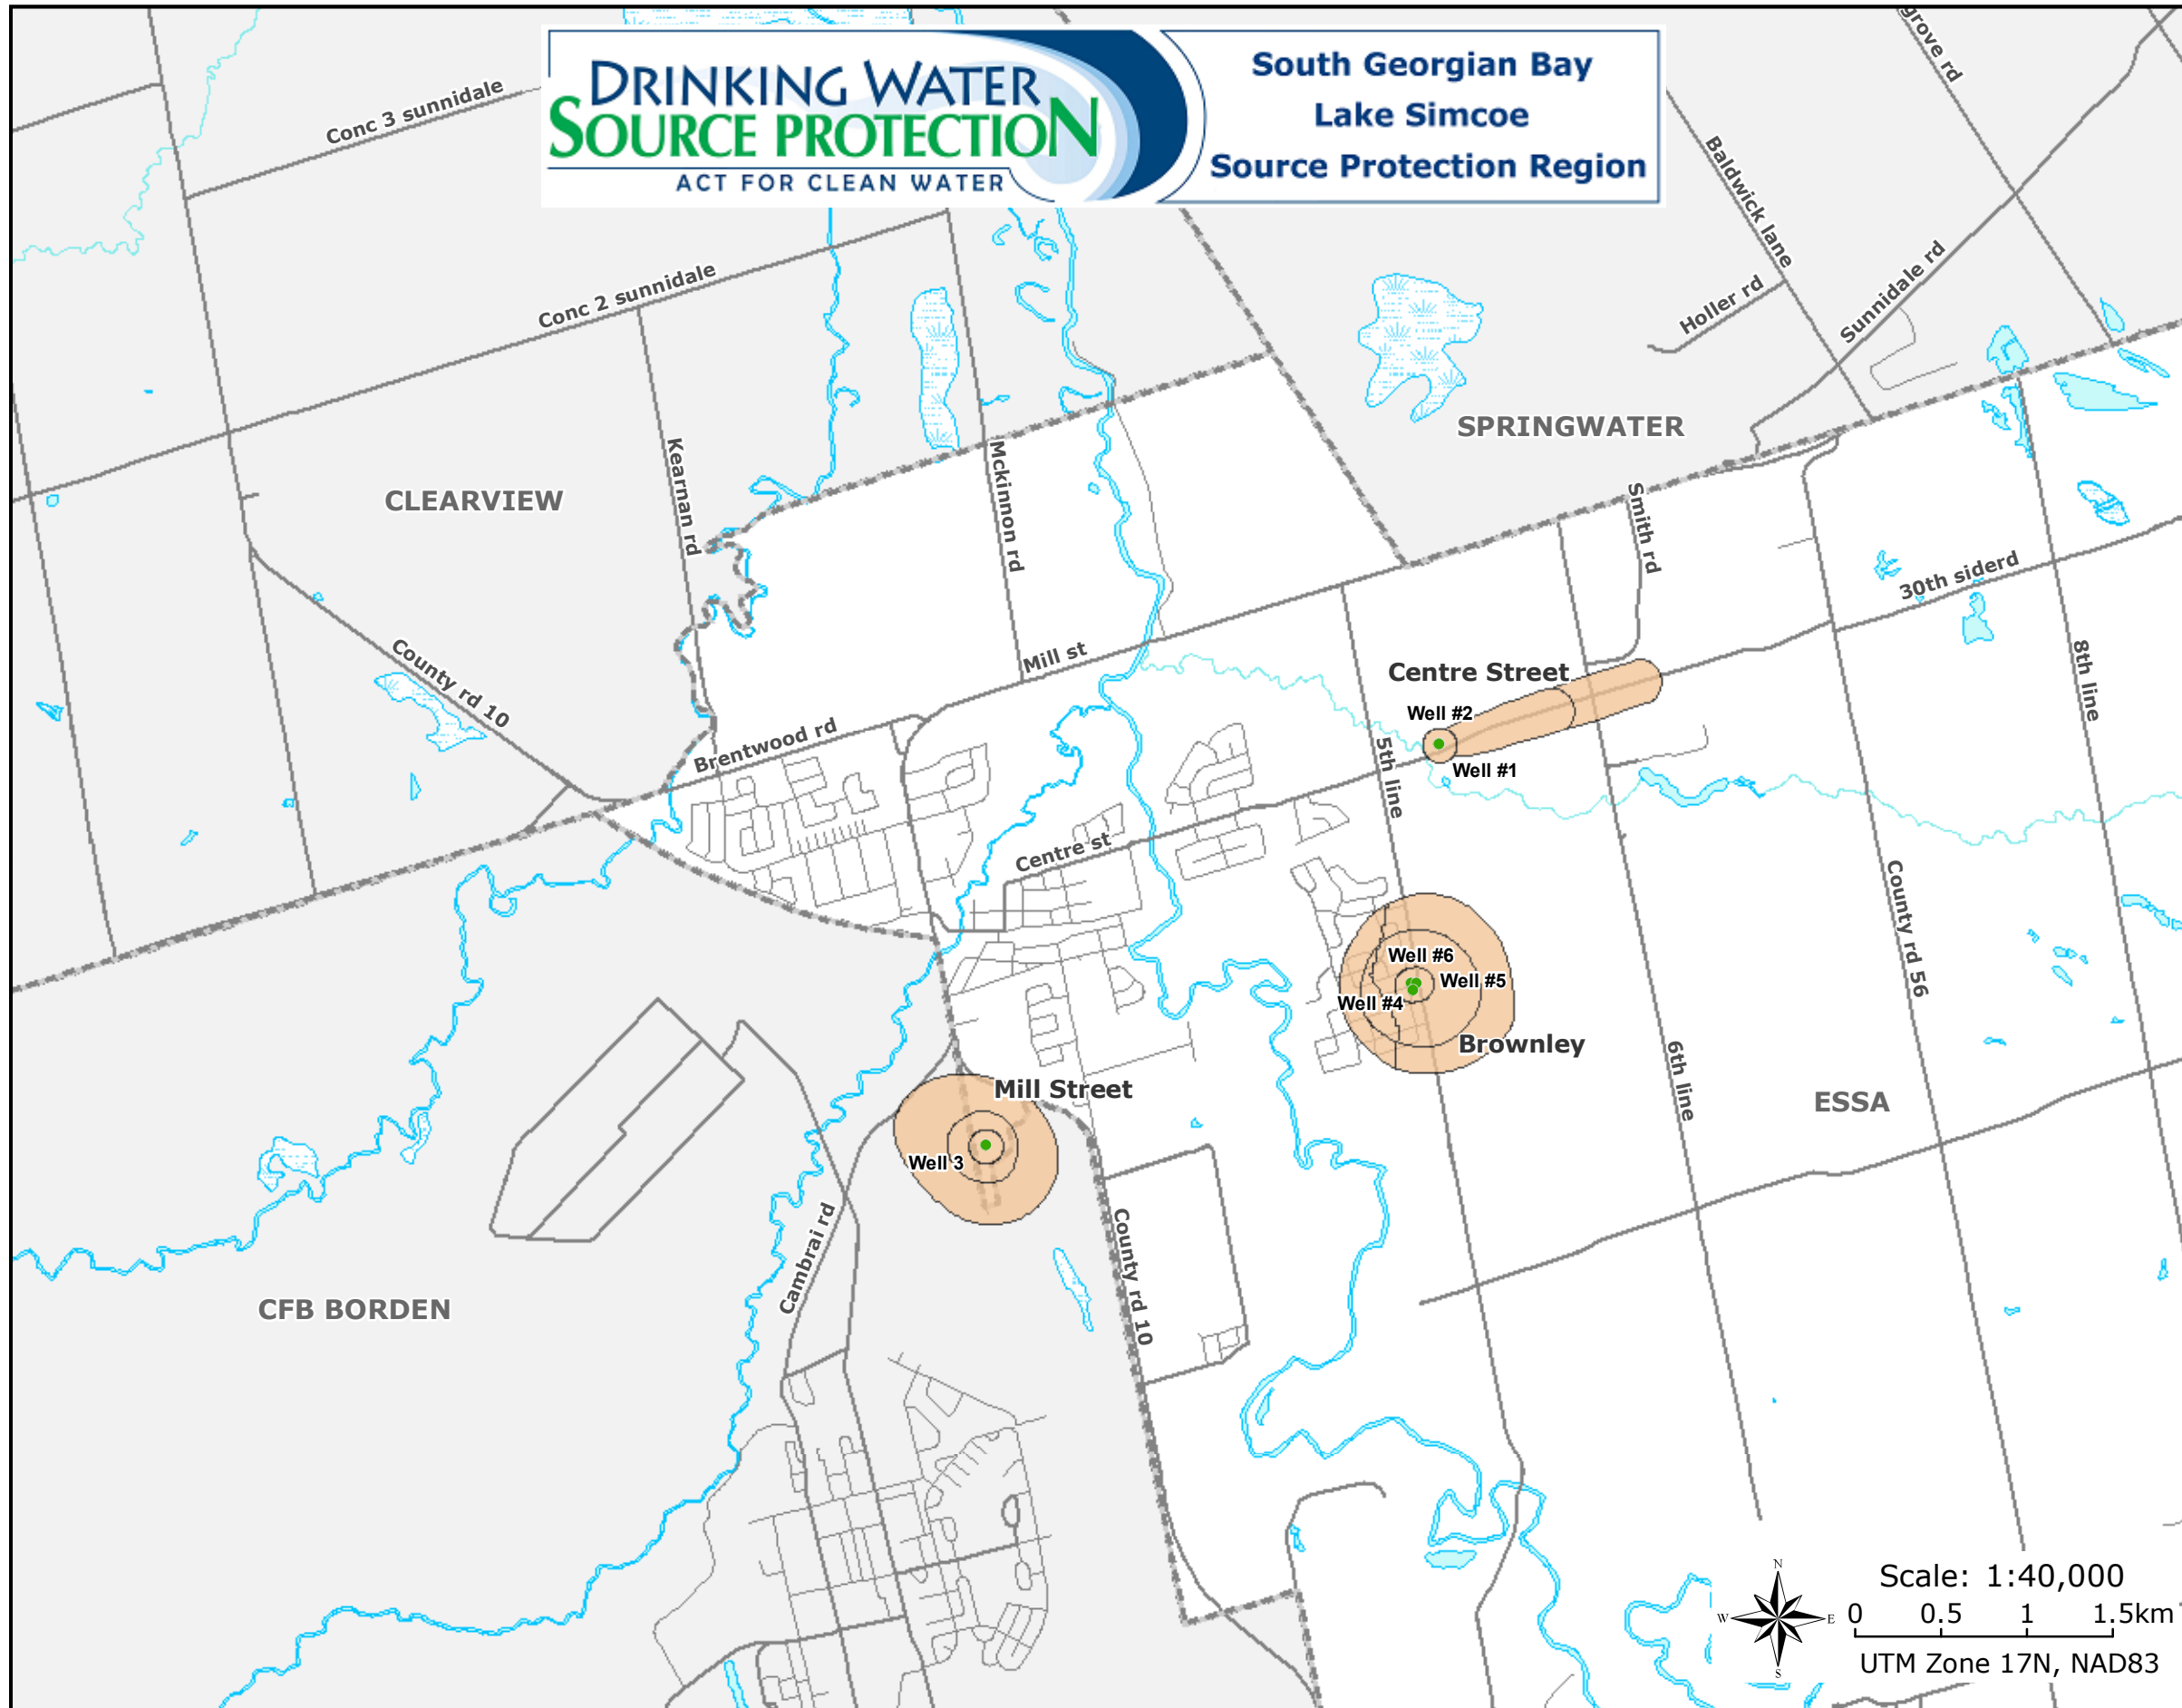 grove rd
DRINKING WATER
SOURCE PROTECTION
ACT FOR CLEAN WATER
South Georgian Bay
Lake Simcoe
Source Protection Region
Conc 3 sunnidale
Baldwick lane
Conc 2 sunnidale
Holler rd
Sunnidale rd
SPRINGWATER
CLEARVIEW
Kearnan rd
Mckinnon rd
Smith rd
30th siderd
County rd 10
Mill st
Centre Street
8th line
Well #2
Brentwood rd
5th line
Well #1
Centre st
County rd 56
Well #6
Well #5
Well #4
Brownley
6th line
Mill Street
ESSA
Well 3
Cambrai rd
County rd 10
CFB BORDEN
N
W
E
S
Scale: 1:40,000
0 0.5 1 1.5km
UTM Zone 17N, NAD83